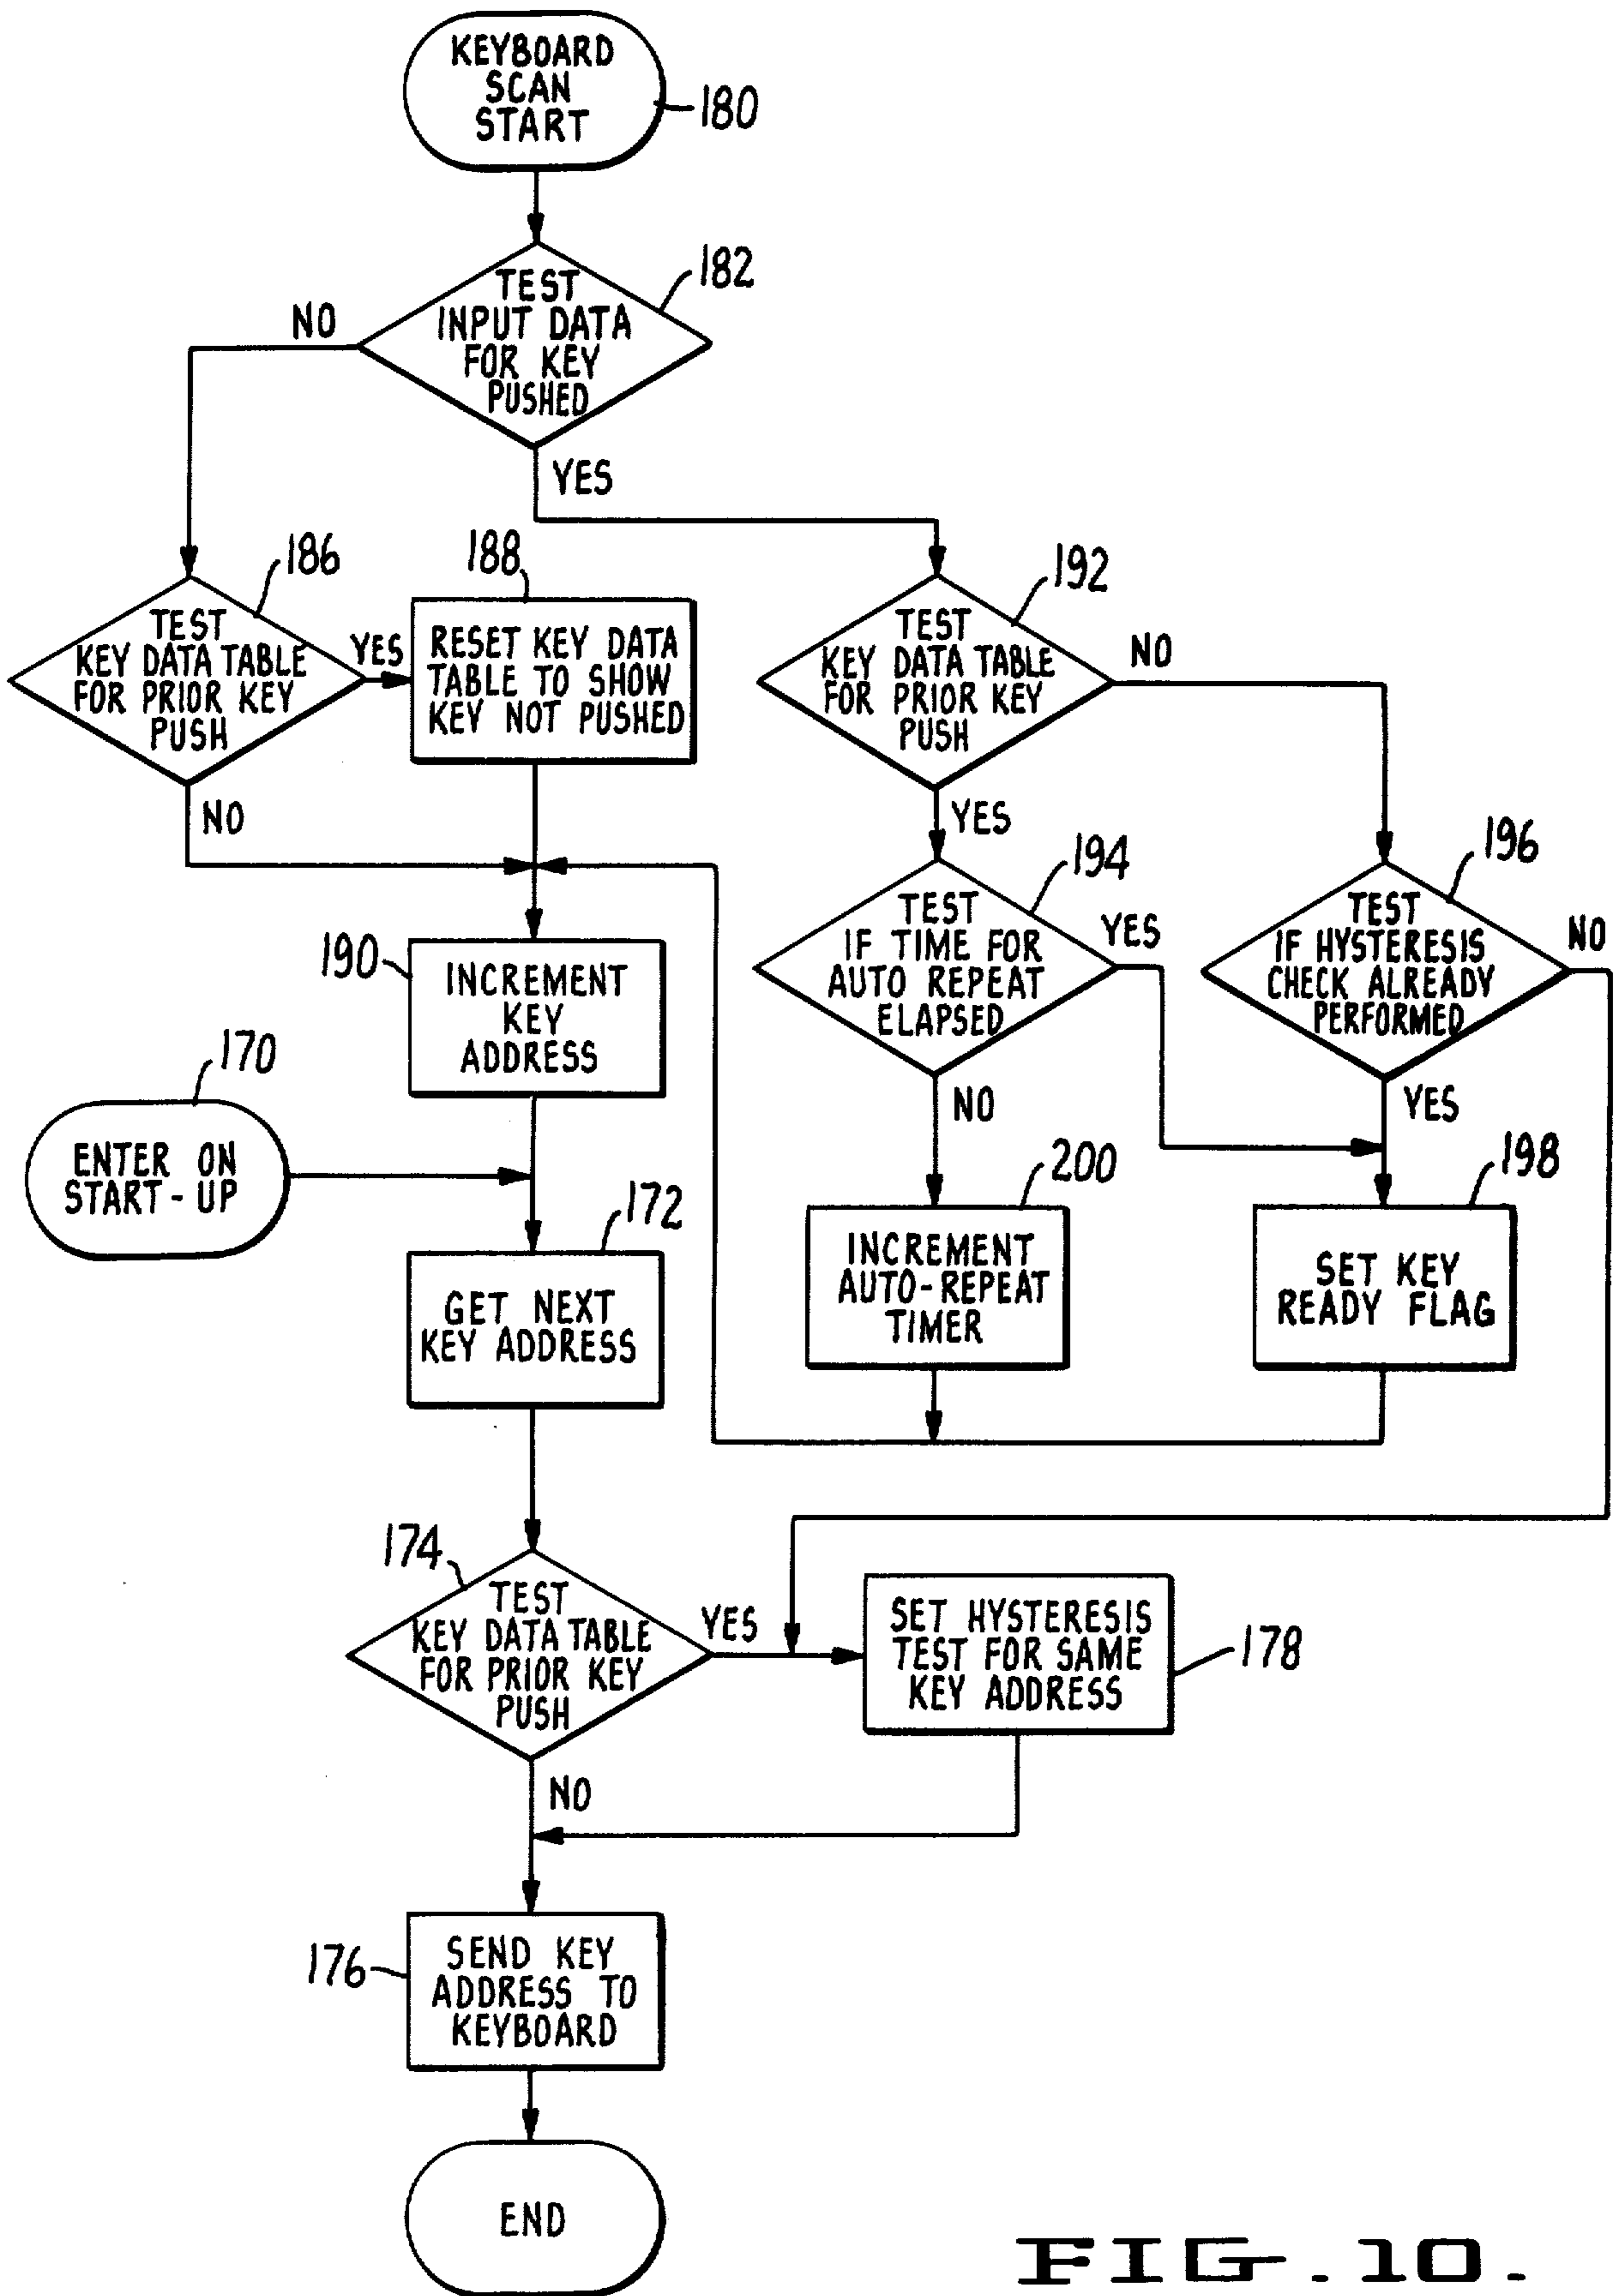 KEYBOARD
SCAN
START
180
TEST
INPUT DATA
FOR KEY
PUSHED
182
NO
YES
TEST
KEY DATA TABLE
FOR PRIOR KEY
PUSH
186
YES
NO
RESET KEY DATA
TABLE TO SHOW
KEY NOT PUSHED
188
TEST
KEY DATA TABLE
FOR PRIOR KEY
PUSH
192
NO
YES
TEST
IF TIME FOR
AUTO REPEAT
ELAPSED
194
YES
NO
TEST
IF HYSTERESIS
CHECK ALREADY
PERFORMED
196
NO
YES
190
INCREMENT
KEY
ADDRESS
170
ENTER ON
START-UP
172
GET NEXT
KEY ADDRESS
200
INCREMENT
AUTO-REPEAT
TIMER
198
SET KEY
READY FLAG
174
TEST
KEY DATA TABLE
FOR PRIOR KEY
PUSH
YES
NO
SET HYSTERESIS
TEST FOR SAME
KEY ADDRESS
178
176
SEND KEY
ADDRESS TO
KEYBOARD
END
FIG. 10.